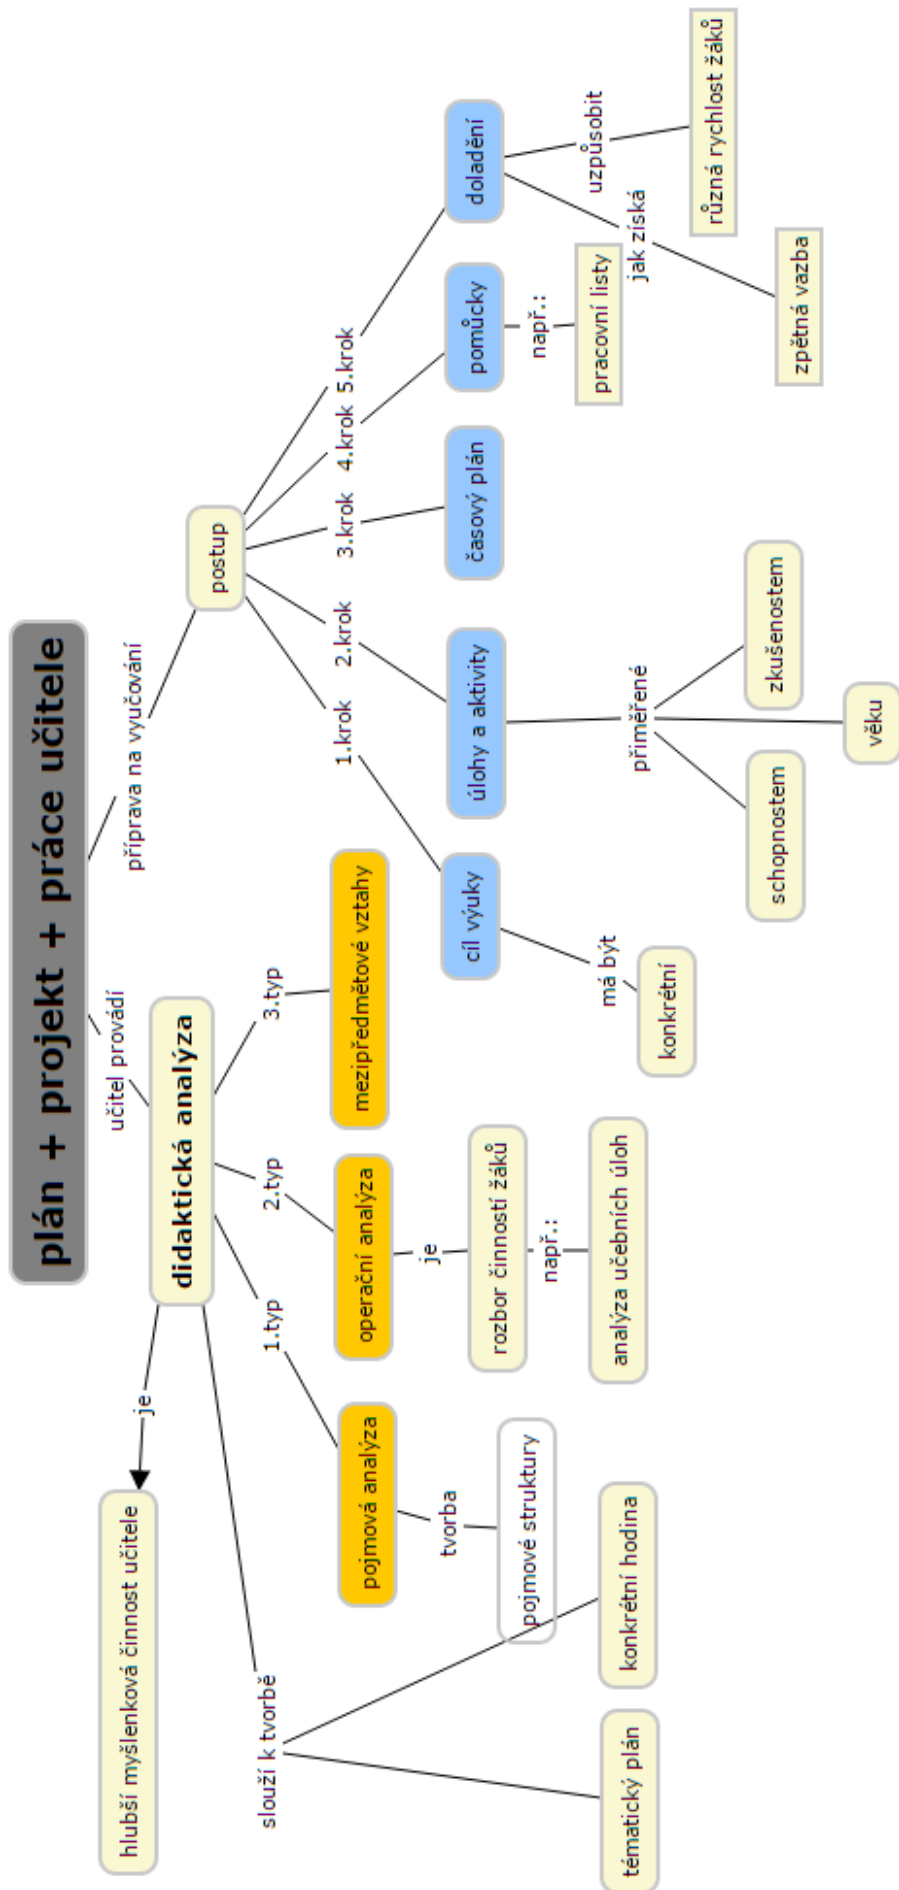 plán + projekt + práce učitele
učitel provádí
příprava na vyučování
hlubší myšlenková činnost učitele
je
didaktická analýza
postup
slouží k tvorbě
1.typ
2.typ
3.typ
1.krok
2.krok
3.krok
4.krok
5.krok
pojmová analýza
operační analýza
mezipředmětové vztahy
cíl výuky
úlohy a aktivity
časový plán
pomůcky
doladění
tvorba
je
rozbor činností žáků
např.:
analýza učebních úloh
pojmové struktury
tématický plán
konkrétní hodina
má být
konkrétní
přiměřené
schopnostem
věku
zkušenostem
např.:
pracovní listy
jak získá
uzpůsobit
zpětná vazba
různá rychlost žáků